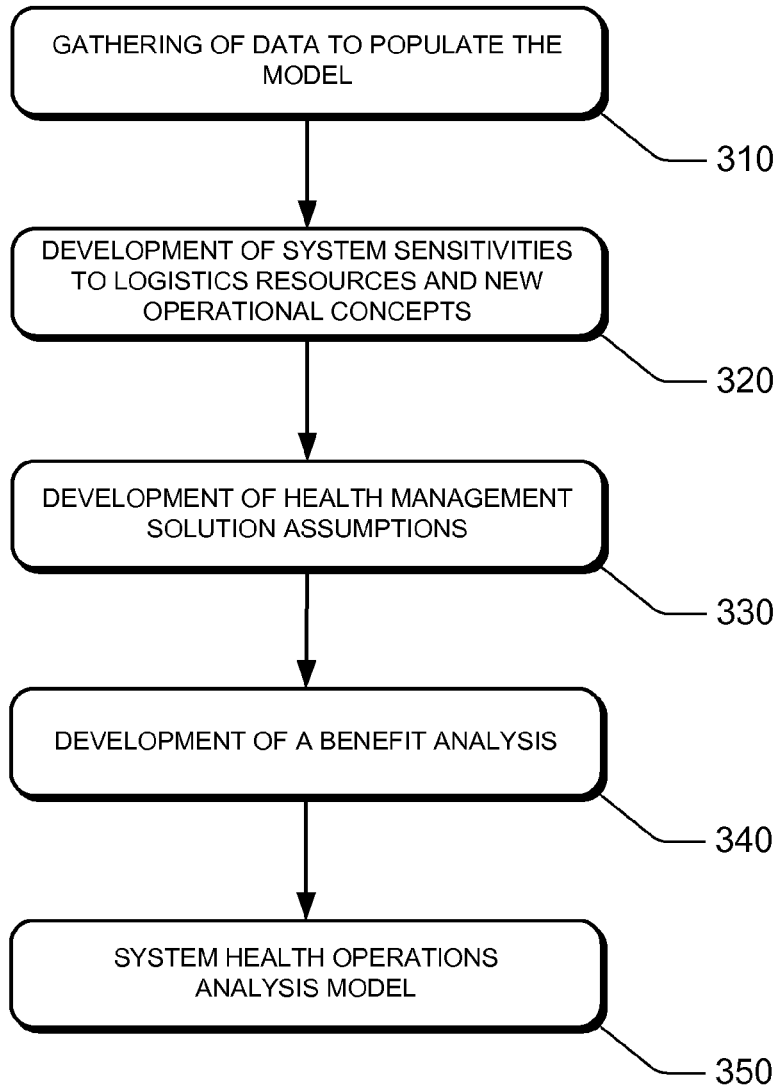 GATHERING OF DATA TO POPULATE THE
MODEL
310
DEVELOPMENT OF SYSTEM SENSITIVITIES
TO LOGISTICS RESOURCES AND NEW
OPERATIONAL CONCEPTS
320
DEVELOPMENT OF HEALTH MANAGEMENT
SOLUTION ASSUMPTIONS
330
DEVELOPMENT OF A BENEFIT ANALYSIS
340
SYSTEM HEALTH OPERATIONS
ANALYSIS MODEL
350